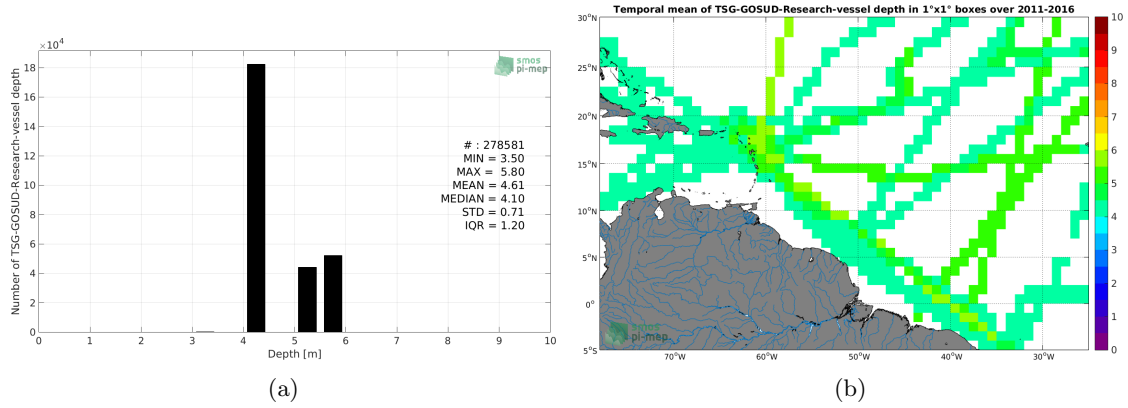 ×10⁴
18
16
14
12
10
8
6
4
2
0
Number of TSG-GOSUD-Research-vessel depth
smos
pi-mep
# : 278581
MIN = 3.50
MAX = 5.80
MEAN = 4.61
MEDIAN = 4.10
STD = 0.71
IQR = 1.20
0 1 2 3 4 5 6 7 8 9 10
Depth [m]
(a)
Temporal mean of TSG-GOSUD-Research-vessel depth in 1°x1° boxes over 2011-2016
30°N
25°N
20°N
15°N
10°N
5°N
0°
5°S
70°W 60°W 50°W 40°W 30°W
smos
pi-mep
10
9
8
7
6
5
4
3
2
1
0
(b)